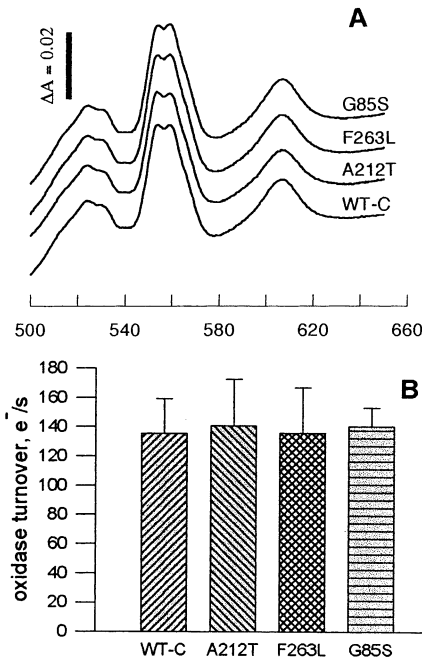 A
ΔA = 0.02
G85S
F263L
A212T
WT-C
500 540 580 620 660
B
oxidase turnover, e⁻/s
180
160
140
120
100
80
60
40
20
0
WT-C A212T F263L G85S